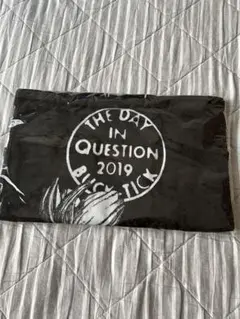 THE DAY
IN
QUESTION
2019
BUCK-TICK